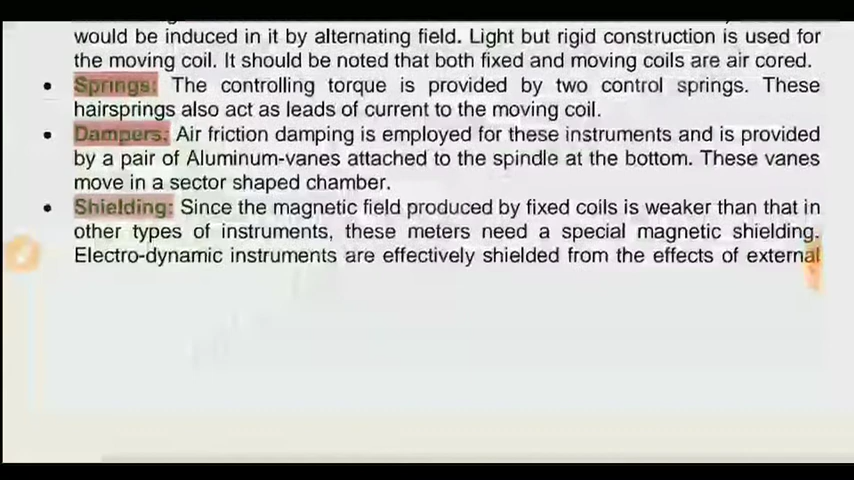 would be induced in it by alternating field. Light but rigid construction is used for
the moving coil. It should be noted that both fixed and moving coils are air cored.
• Springs: The controlling torque is provided by two control springs. These
hairsprings also act as leads of current to the moving coil.
• Dampers: Air friction damping is employed for these instruments and is provided
by a pair of Aluminum-vanes attached to the spindle at the bottom. These vanes
move in a sector shaped chamber.
• Shielding: Since the magnetic field produced by fixed coils is weaker than that in
other types of instruments, these meters need a special magnetic shielding.
Electro-dynamic instruments are effectively shielded from the effects of external